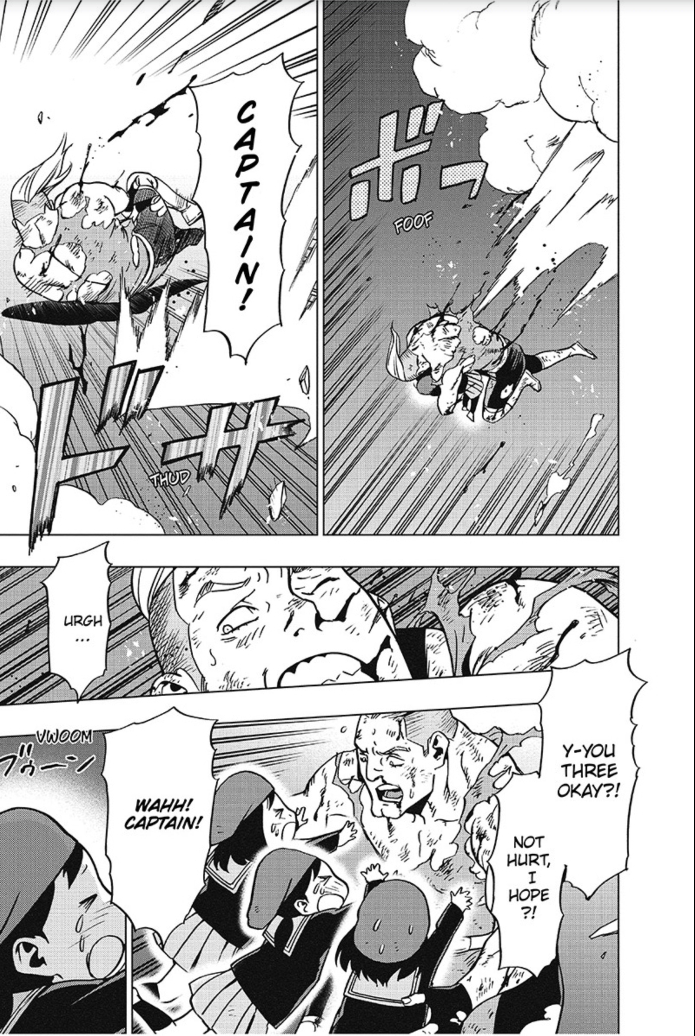 ボッ
FOOF
CAPTAIN!
ドサッ
THUD
URGH
...
Y-YOU
THREE
OKAY?!
NOT
HURT,
I
HOPE
?!
WAHH!
CAPTAIN!
VWOOM
ブゥーン